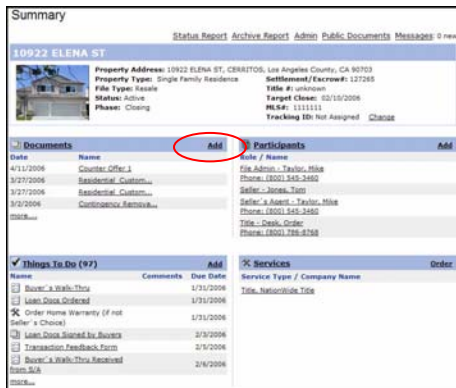 Summary
Status Report Archive Report Admin Public Documents Messages: 0 new
10922 ELENA ST
Property Address: 10922 ELENA ST, CERRITOS, Los Angeles County, CA 90703
Property Type: Single Family Residence Settlement/Escrow#: 127265
File Type: Resale Title #: unknown
Status: Active Target Close: 02/10/2006
Phase: Closing MLS#: 1111111
Tracking ID: Not Assigned Change
Documents Add
Date Name
4/11/2006 Counter Offer 1
3/27/2006 Residential Custom...
3/27/2006 Residential Custom...
3/2/2006 Contingency Remova...
more...
Participants Add
Role / Name
File Admin - Taylor, Mike
Phone: (800) 545-3460
Seller - Jones, Tom
Seller's Agent - Taylor, Mike
Phone: (800) 545-3460
Title - Desk, Order
Phone: (800) 786-8768
Things To Do (97) Add
Name Comments Due Date
Buyer's Walk-Thru 1/31/2006
Loan Docs Ordered 1/31/2006
Order Home Warranty (if not
Seller's Choice) 1/31/2006
Loan Docs Signed by Buyers 2/3/2006
Transaction Feedback Form 2/5/2006
Buyer's Walk-Thru Received
from S/A 2/6/2006
more...
Services Order
Service Type / Company Name
Title, NationWide Title